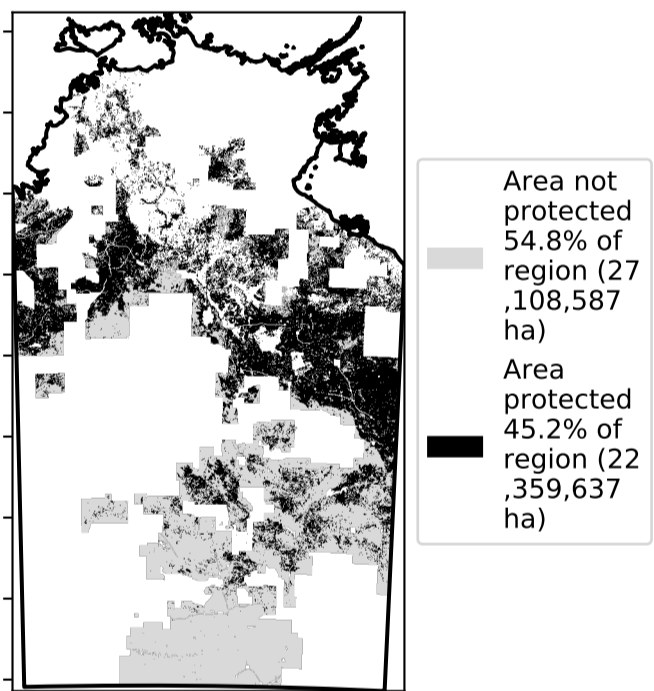 Area not
protected
54.8% of
region (27
,108,587
ha)
Area
protected
45.2% of
region (22
,359,637
ha)